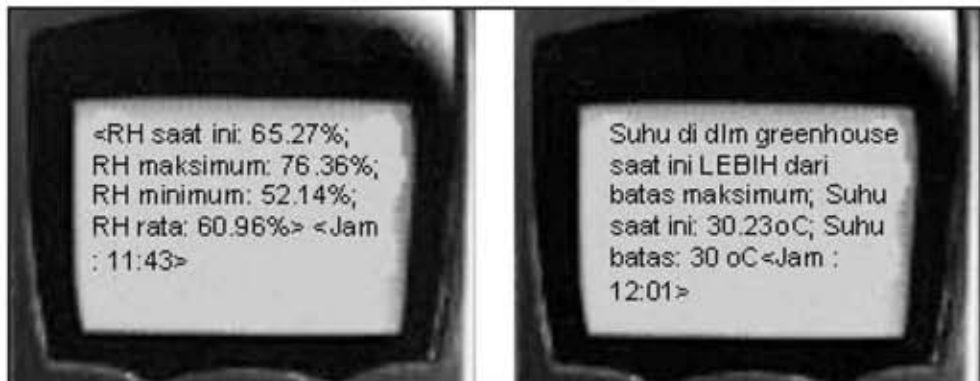 <RH saat ini: 65.27%;
RH maksimum: 76.36%;
RH minimum: 52.14%;
RH rata: 60.96%> <Jam
: 11:43>
Suhu di dlm greenhouse
saat ini LEBIH dari
batas maksimum; Suhu
saat ini: 30.23oC; Suhu
batas: 30 oC<Jam :
12:01>